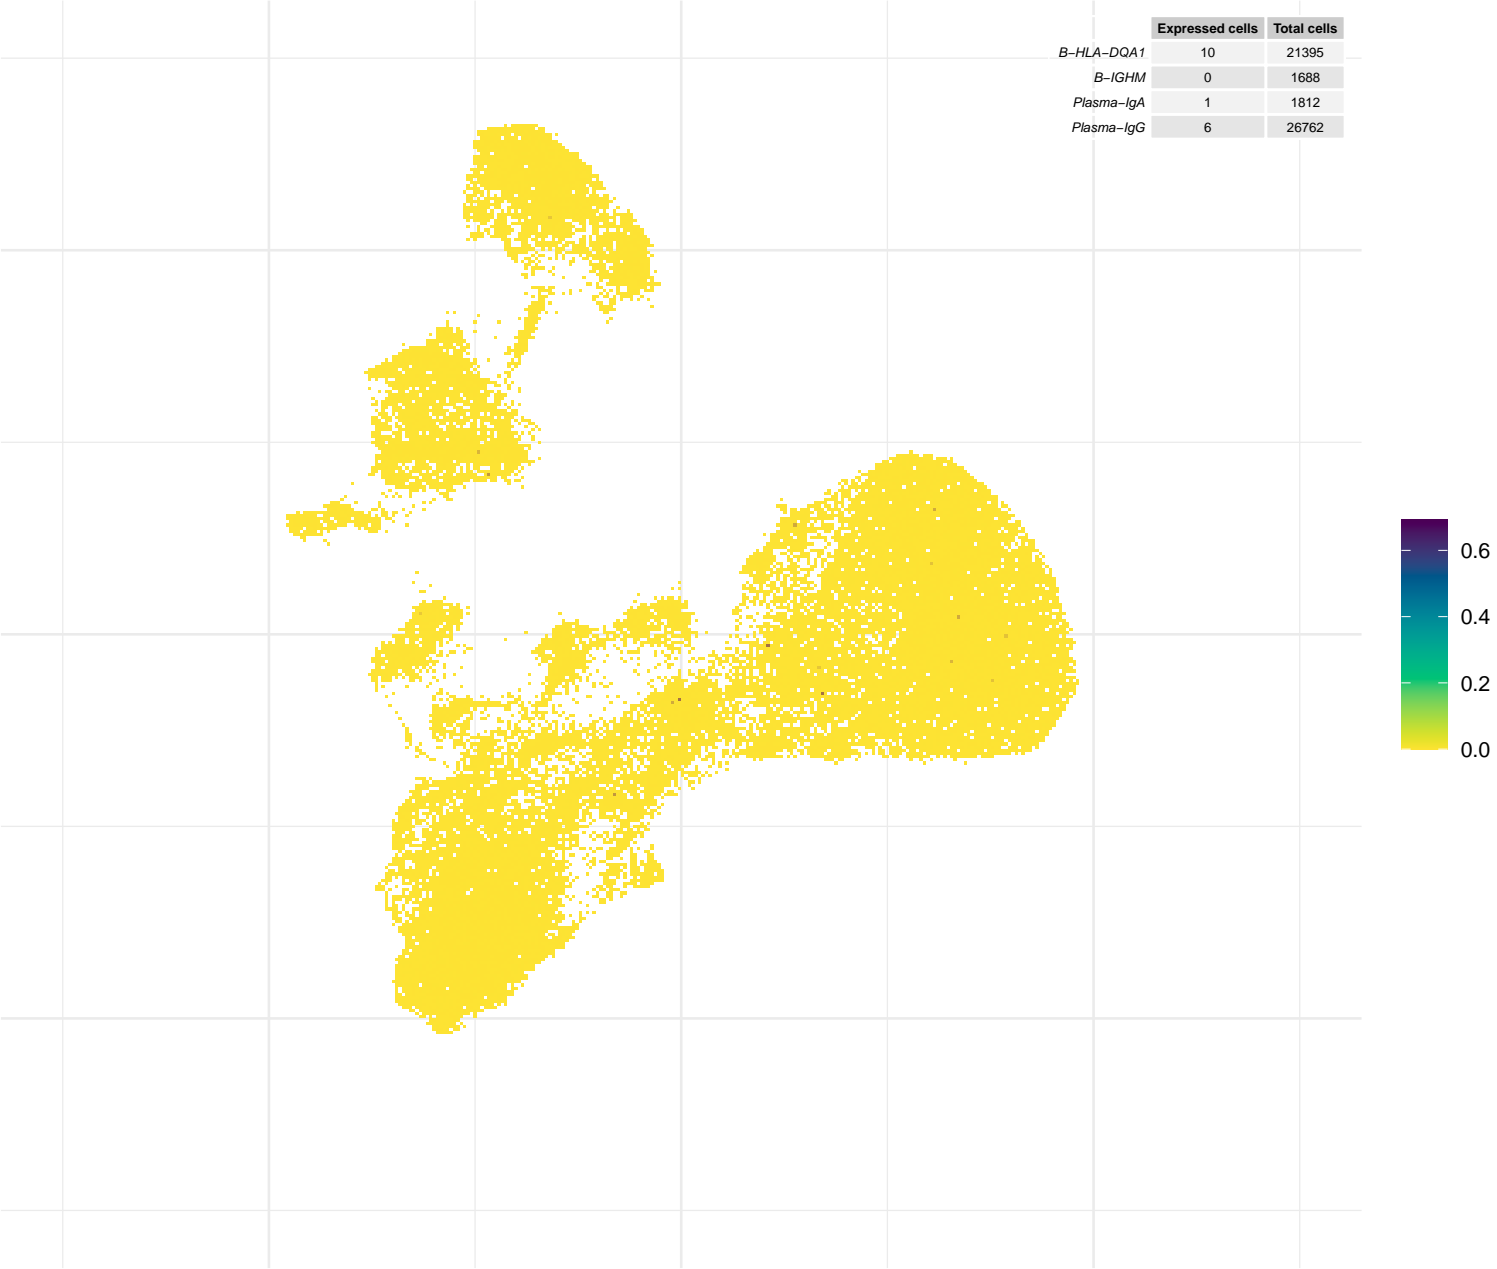 Expressed cells Total cells
B−HLA−DQA1 10 21395
B−IGHM 0 1688
Plasma−IgA 1 1812
Plasma−IgG 6 26762
0.6
0.4
0.2
0.0